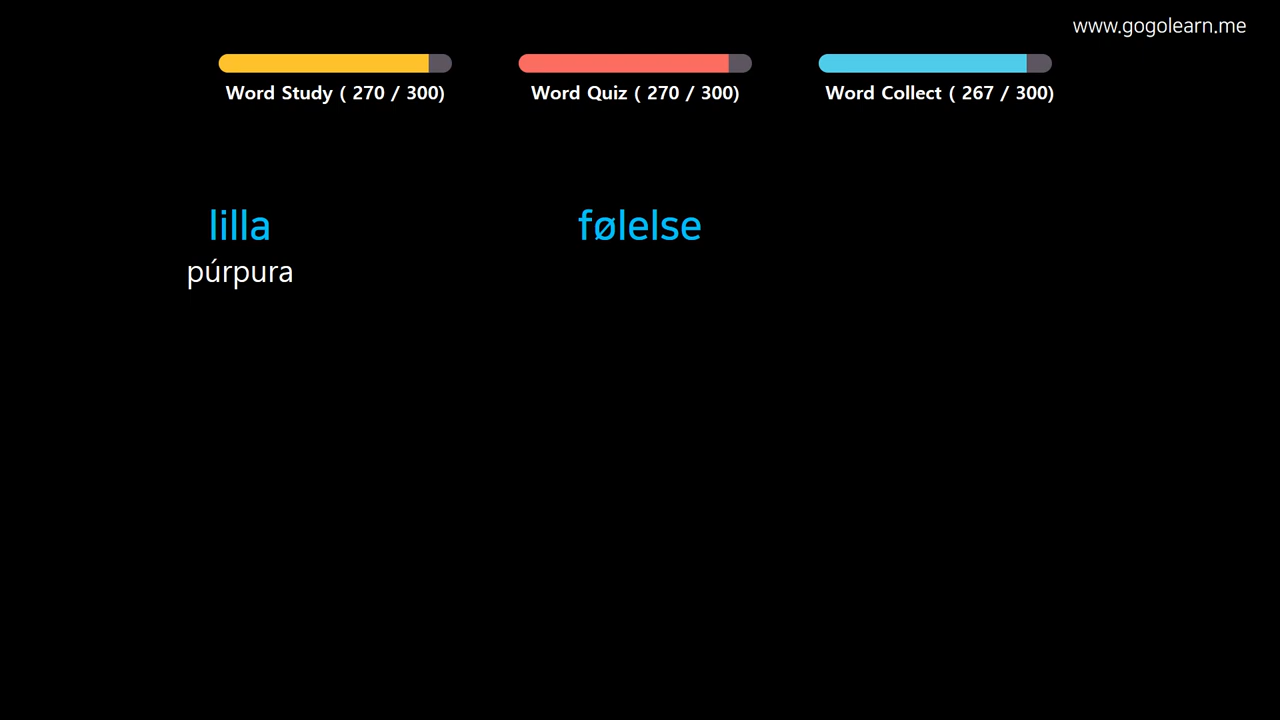 www.gogolearn.me
Word Study ( 270 / 300)
Word Quiz ( 270 / 300)
Word Collect ( 267 / 300)
lilla
følelse
púrpura